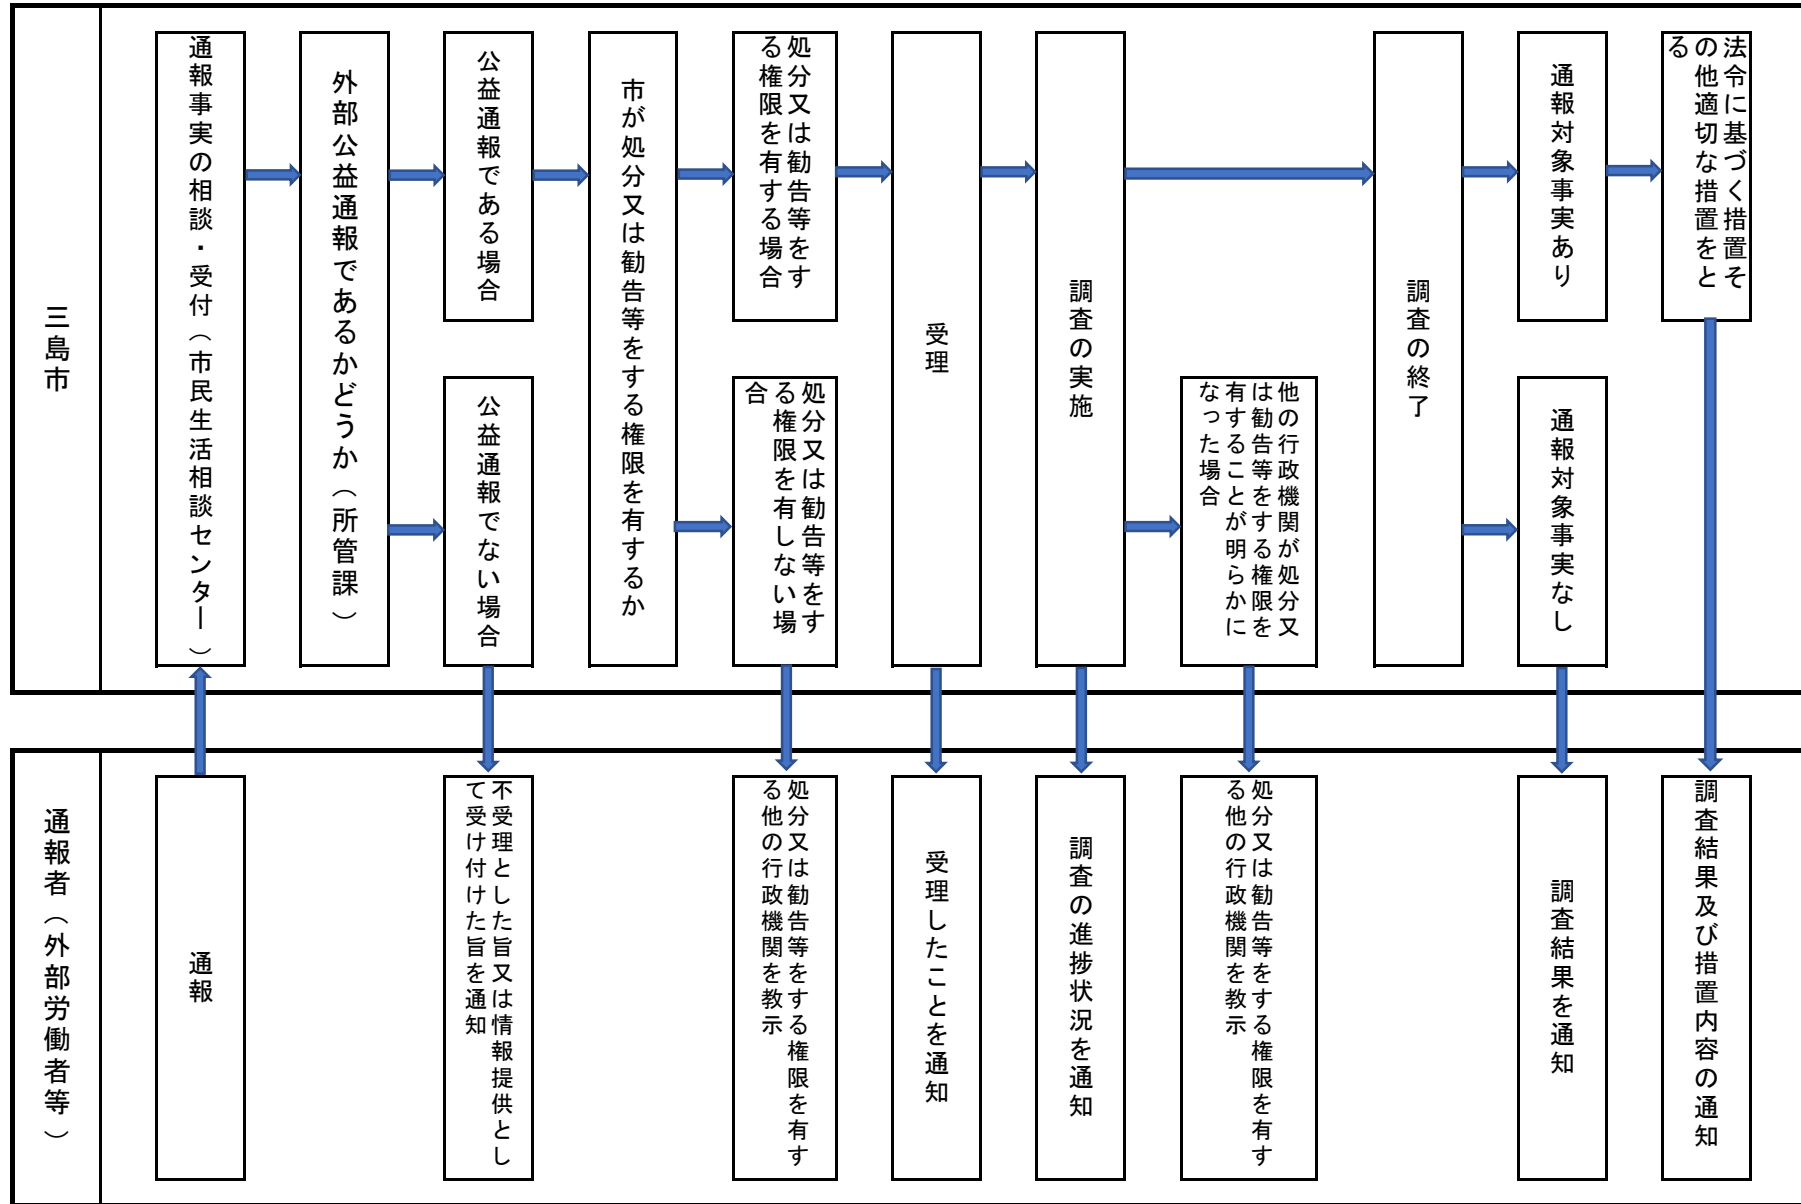 三島市
通報事実の相談・受付（市民生活相談センター）
外部公益通報であるかどうか（所管課）
公益通報である場合
公益通報でない場合
市が処分又は勧告等をする権限を有するか
処分又は勧告等をす
る権限を有する場合
処分又は勧告等をす
る権限を有しない場
合
受理
調査の実施
他の行政機関が処分又
は勧告等をする権限を
有することが明らかに
なった場合
調査の終了
通報対象事実あり
通報対象事実なし
法令に基づく措置そ
の他適切な措置をと
る
通報者（外部労働者等）
通報
不受理とした旨又は情報提供とし
て受け付けた旨を通知
処分又は勧告等をする権限を有す
る他の行政機関を教示
受理したことを通知
調査の進捗状況を通知
処分又は勧告等をする権限を有す
る他の行政機関を教示
調査結果を通知
調査結果及び措置内容の通知